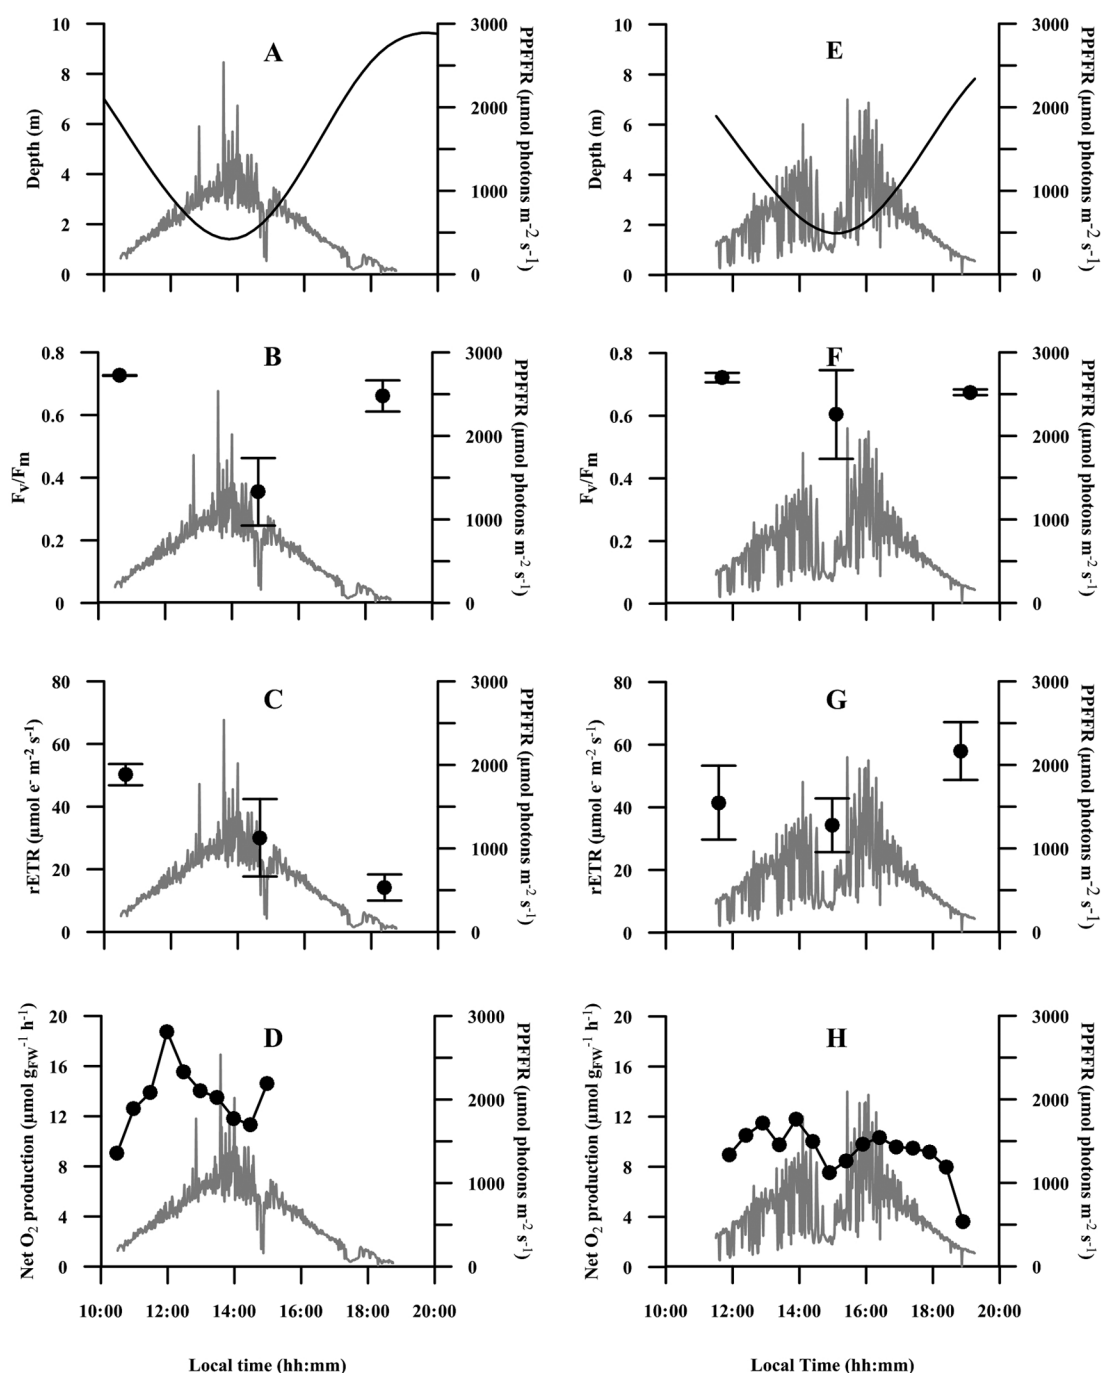 A
Depth (m)
10
8
6
4
2
0
3000
2000
1000
0
PPFFR (μmol photons m-2 s-1)
E
Depth (m)
10
8
6
4
2
0
3000
2000
1000
0
PPFFR (μmol photons m-2 s-1)
B
Fv/Fm
0.8
0.6
0.4
0.2
0
3000
2000
1000
0
PPFFR (μmol photons m-2 s-1)
F
Fv/Fm
0.8
0.6
0.4
0.2
0
3000
2000
1000
0
PPFFR (μmol photons m-2 s-1)
C
rETR (μmol e- m-2 s-1)
80
60
40
20
0
3000
2000
1000
0
PPFFR (μmol photons m-2 s-1)
G
rETR (μmol e- m-2 s-1)
80
60
40
20
0
3000
2000
1000
0
PPFFR (μmol photons m-2 s-1)
D
Net O2 production (μmol gFW-1 h-1)
20
16
12
8
4
0
3000
2000
1000
0
PPFFR (μmol photons m-2 s-1)
10:00 12:00 14:00 16:00 18:00 20:00
Local time (hh:mm)
H
Net O2 production (μmol gFW-1 h-1)
20
16
12
8
4
0
3000
2000
1000
0
PPFFR (μmol photons m-2 s-1)
10:00 12:00 14:00 16:00 18:00 20:00
Local Time (hh:mm)